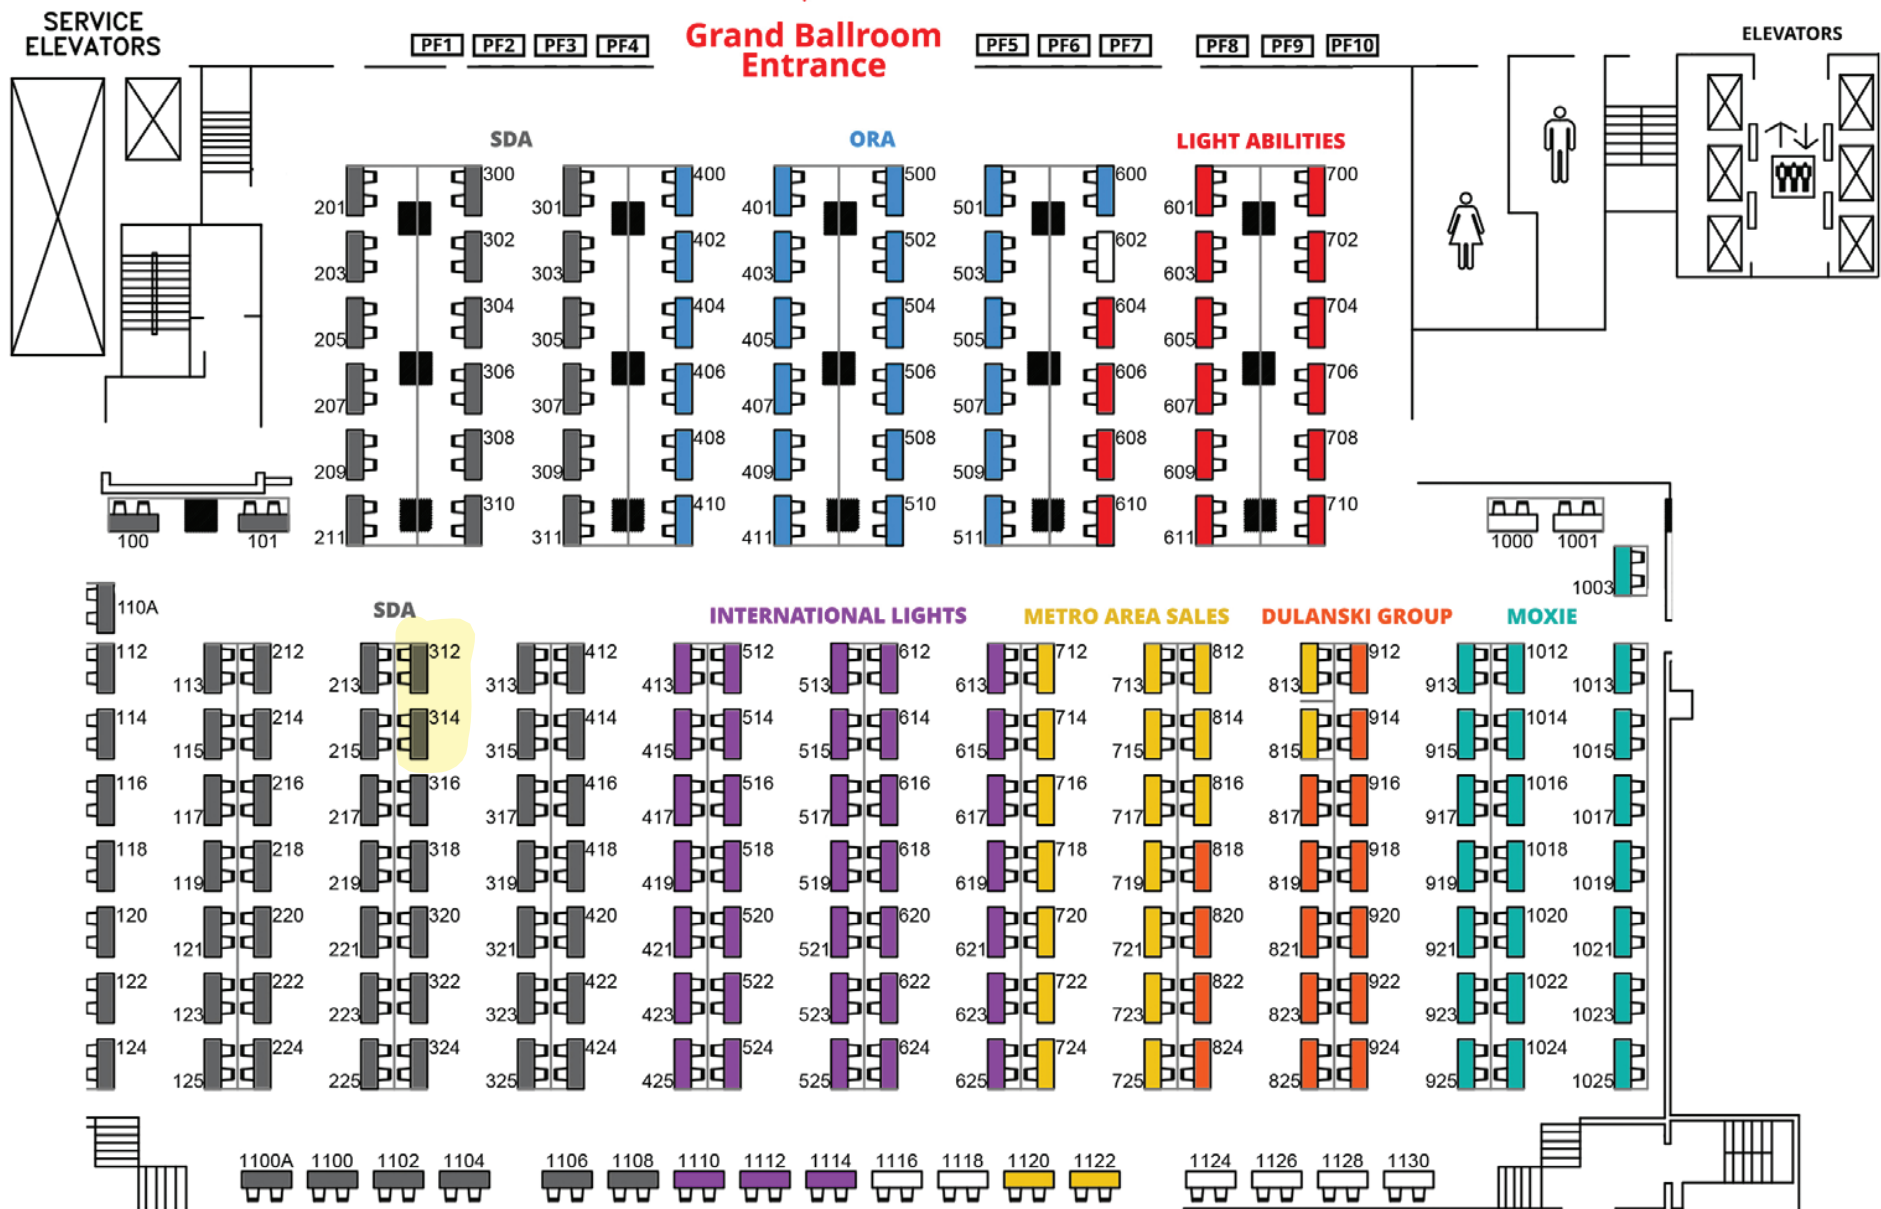 SERVICE
ELEVATORS
PF1 PF2 PF3 PF4
Grand Ballroom
Entrance
PF5 PF6 PF7 PF8 PF9 PF10
ELEVATORS
SDA ORA LIGHT ABILITIES
300 400 500 600 700
201 301 401 501 601
302 402 502 602 702
203 303 403 503 603
304 404 504 604 704
205 305 405 505 605
306 406 506 606 706
207 307 407 507 607
308 408 508 608 708
209 309 409 509 609
310 410 510 610 710
211 311 411 511 611
100 101 1000 1001
1003
110A
SDA INTERNATIONAL LIGHTS METRO AREA SALES DULANSKI GROUP MOXIE
112 212 312 412 512 612 712 812 912 1012
113 213 313 413 513 613 713 813 913 1013
114 214 314 414 514 614 714 814 914 1014
115 215 315 415 515 615 715 815 915 1015
116 216 316 416 516 616 716 816 916 1016
117 217 317 417 517 617 717 817 917 1017
118 218 318 418 518 618 718 818 918 1018
119 219 319 419 519 619 719 819 919 1019
120 220 320 420 520 620 720 820 920 1020
121 221 321 421 521 621 721 821 921 1021
122 222 322 422 522 622 722 822 922 1022
123 223 323 423 523 623 723 823 923 1023
124 224 324 424 524 624 724 824 924 1024
125 225 325 425 525 625 725 825 925 1025
1100A 1100 1102 1104 1106 1108 1110 1112 1114 1116 1118 1120 1122 1124 1126 1128 1130